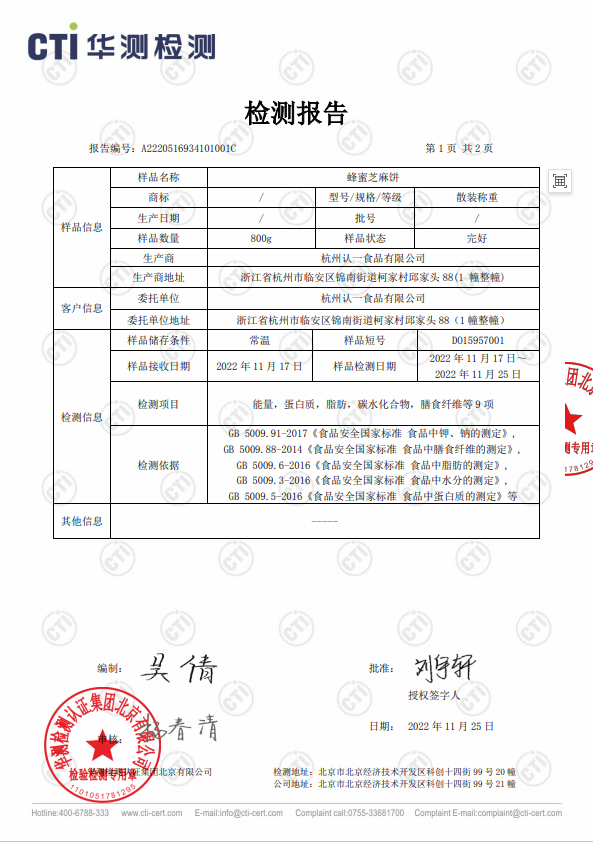 CTI 华测检测
检测报告
报告编号: A2220516934101001C 第 1 页 共 2 页
样品信息
样品名称 蜂蜜芝麻饼
商标 / 型号/规格/等级 散装称重
生产日期 / 批号 /
样品数量 800g 样品状态 完好
生产商 杭州认一食品有限公司
生产商地址 浙江省杭州市临安区锦南街道柯家村邱家头 88(1 幢整幢)
客户信息
委托单位 杭州认一食品有限公司
委托单位地址 浙江省杭州市临安区锦南街道柯家村邱家头 88（1 幢整幢）
检测信息
样品储存条件 常温 样品短号 D015957001
样品接收日期 2022 年 11 月 17 日 样品检测日期 2022 年 11 月 17 日～
2022 年 11 月 25 日
检测项目 能量, 蛋白质, 脂肪, 碳水化合物, 膳食纤维等 9 项
检测依据
GB 5009.91-2017《食品安全国家标准 食品中钾、钠的测定》,
GB 5009.88-2014《食品安全国家标准 食品中膳食纤维的测定》,
GB 5009.6-2016《食品安全国家标准 食品中脂肪的测定》,
GB 5009.3-2016《食品安全国家标准 食品中水分的测定》,
GB 5009.5-2016《食品安全国家标准 食品中蛋白质的测定》等
其他信息 -----
编制: 吴倩 批准: 刘宇轩
授权签字人
审核: 杨春清 日期: 2022 年 11 月 25 日
华测检测认证集团北京有限公司
检验检测专用章
1101051781295
华测检测认证集团北京有限公司
检测地址: 北京市北京经济技术开发区科创十四街 99 号 20 幢
公司地址: 北京市北京经济技术开发区科创十四街 99 号 21 幢
Hotline:400-6788-333 www.cti-cert.com E-mail:info@cti-cert.com Complaint call:0755-33681700 Complaint E-mail:complaint@cti-cert.com